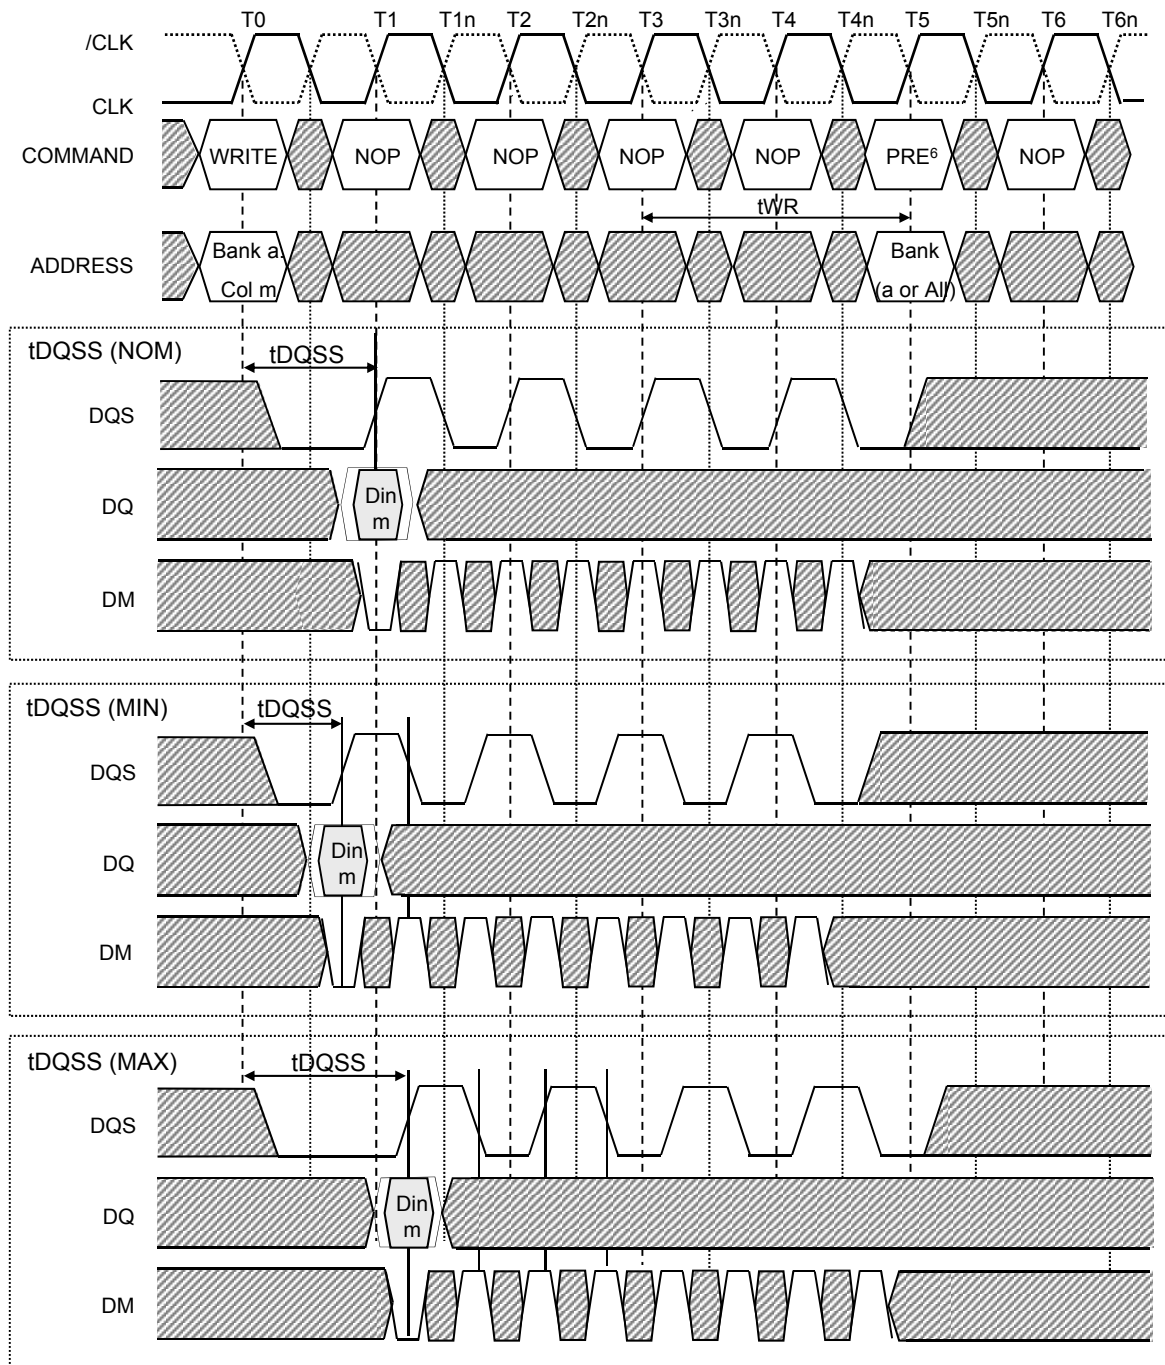 T0 T1 T1n T2 T2n T3 T3n T4 T4n T5 T5n T6 T6n
/CLK
CLK
COMMAND WRITE NOP NOP NOP NOP PRE6 NOP
tWR
ADDRESS Bank a, Bank
Col m (a or All)
tDQSS (NOM) tDQSS
DQS
DQ Din
m
DM
tDQSS (MIN) tDQSS
DQS
DQ Din
m
DM
tDQSS (MAX) tDQSS
DQS
DQ Din
m
DM